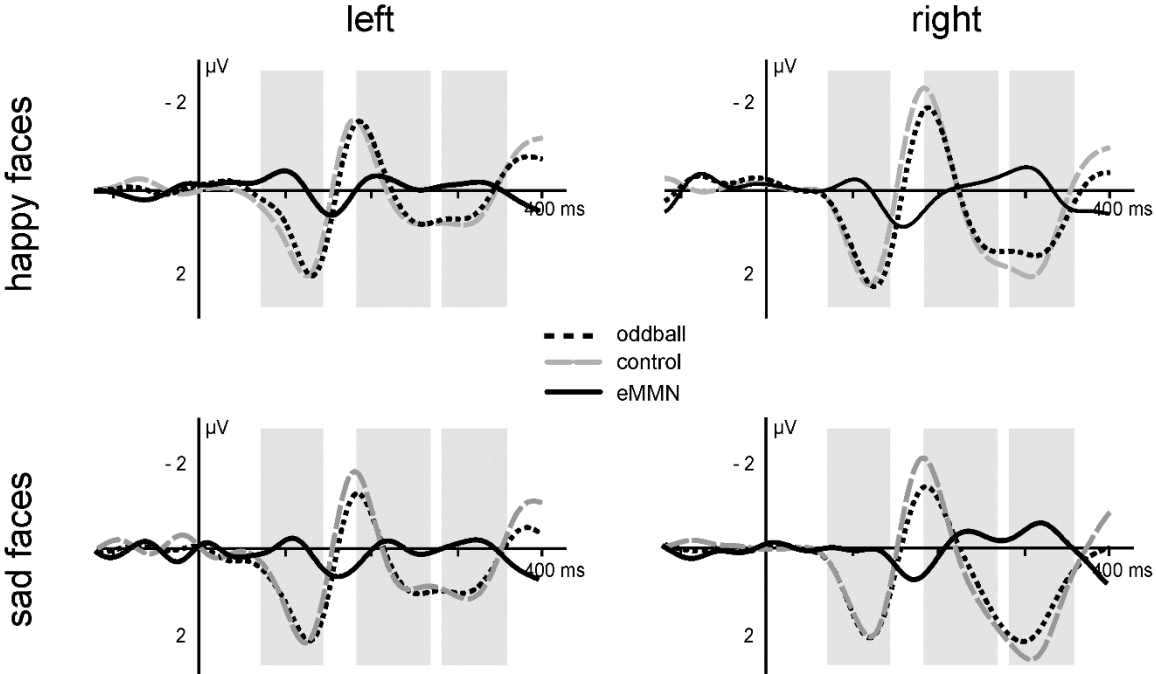 left
right
happy faces
µV
- 2
2
400 ms
µV
- 2
2
400 ms
oddball
control
eMMN
sad faces
µV
- 2
2
400 ms
µV
- 2
2
400 ms